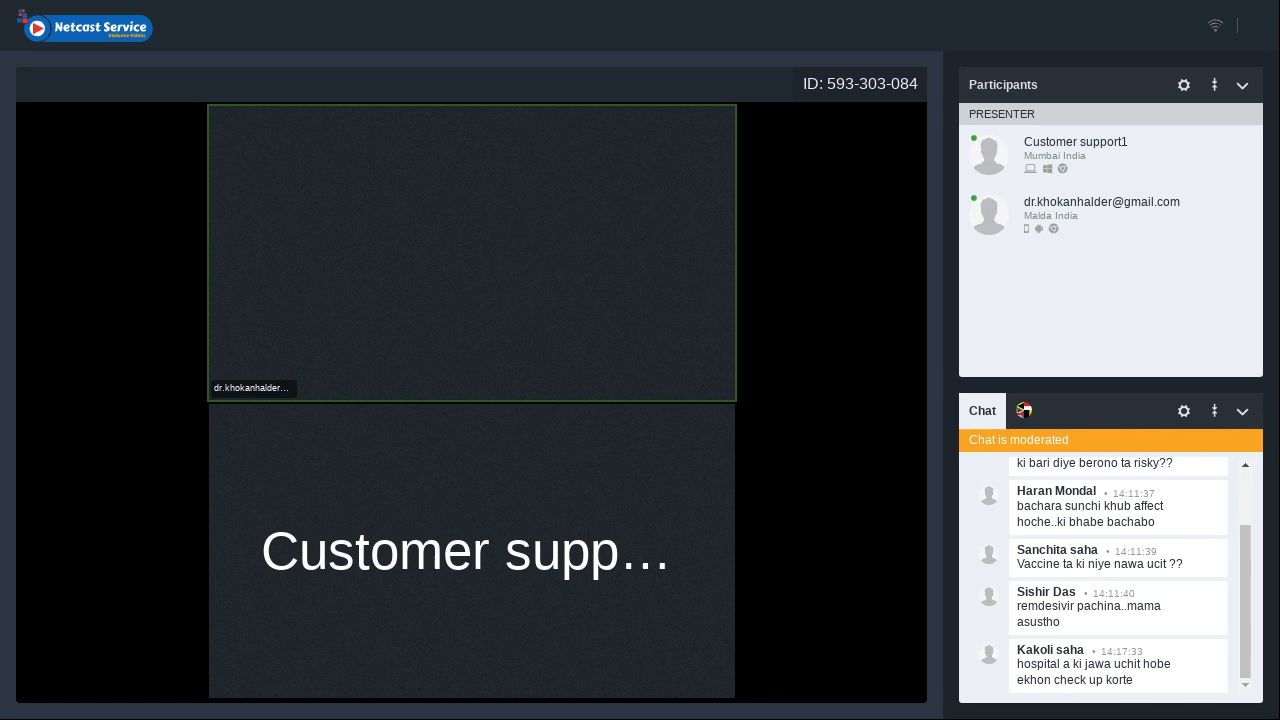 Netcast Service
Inklusive Videos
ID: 593-303-084
dr.khokanhalder...
Customer supp...
Participants
PRESENTER
Customer support1
Mumbai India
dr.khokanhalder@gmail.com
Malda India
Chat
Chat is moderated
ki bari diye berono ta risky??
Haran Mondal • 14:11:37
bachara sunchi khub affect
hoche..ki bhabe bachabo
Sanchita saha • 14:11:39
Vaccine ta ki niye nawa ucit ??
Sishir Das • 14:11:40
remdesivir pachina..mama
asustho
Kakoli saha • 14:17:33
hospital a ki jawa uchit hobe
ekhon check up korte